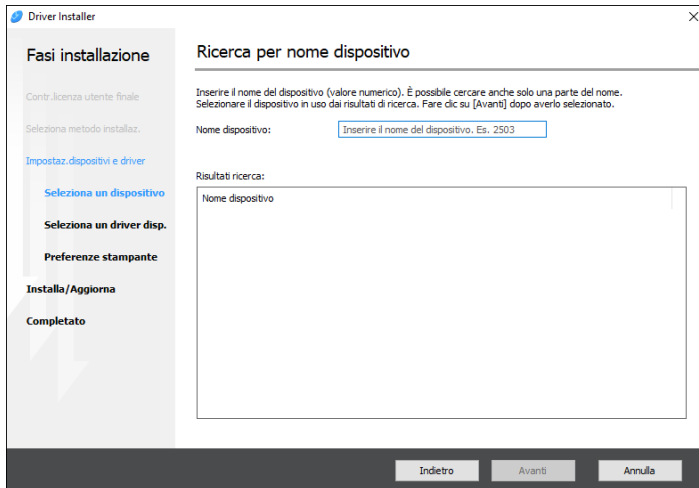 Driver Installer
Fasi installazione
Contr.licenza utente finale
Seleziona metodo installaz.
Impostaz.dispositivi e driver
Seleziona un dispositivo
Seleziona un driver disp.
Preferenze stampante
Installa/Aggiorna
Completato
Ricerca per nome dispositivo
Inserire il nome del dispositivo (valore numerico). È possibile cercare anche solo una parte del nome.
Selezionare il dispositivo in uso dai risultati di ricerca. Fare clic su [Avanti] dopo averlo selezionato.
Nome dispositivo:
Inserire il nome del dispositivo. Es. 2503
Risultati ricerca:
Nome dispositivo
Indietro
Avanti
Annulla